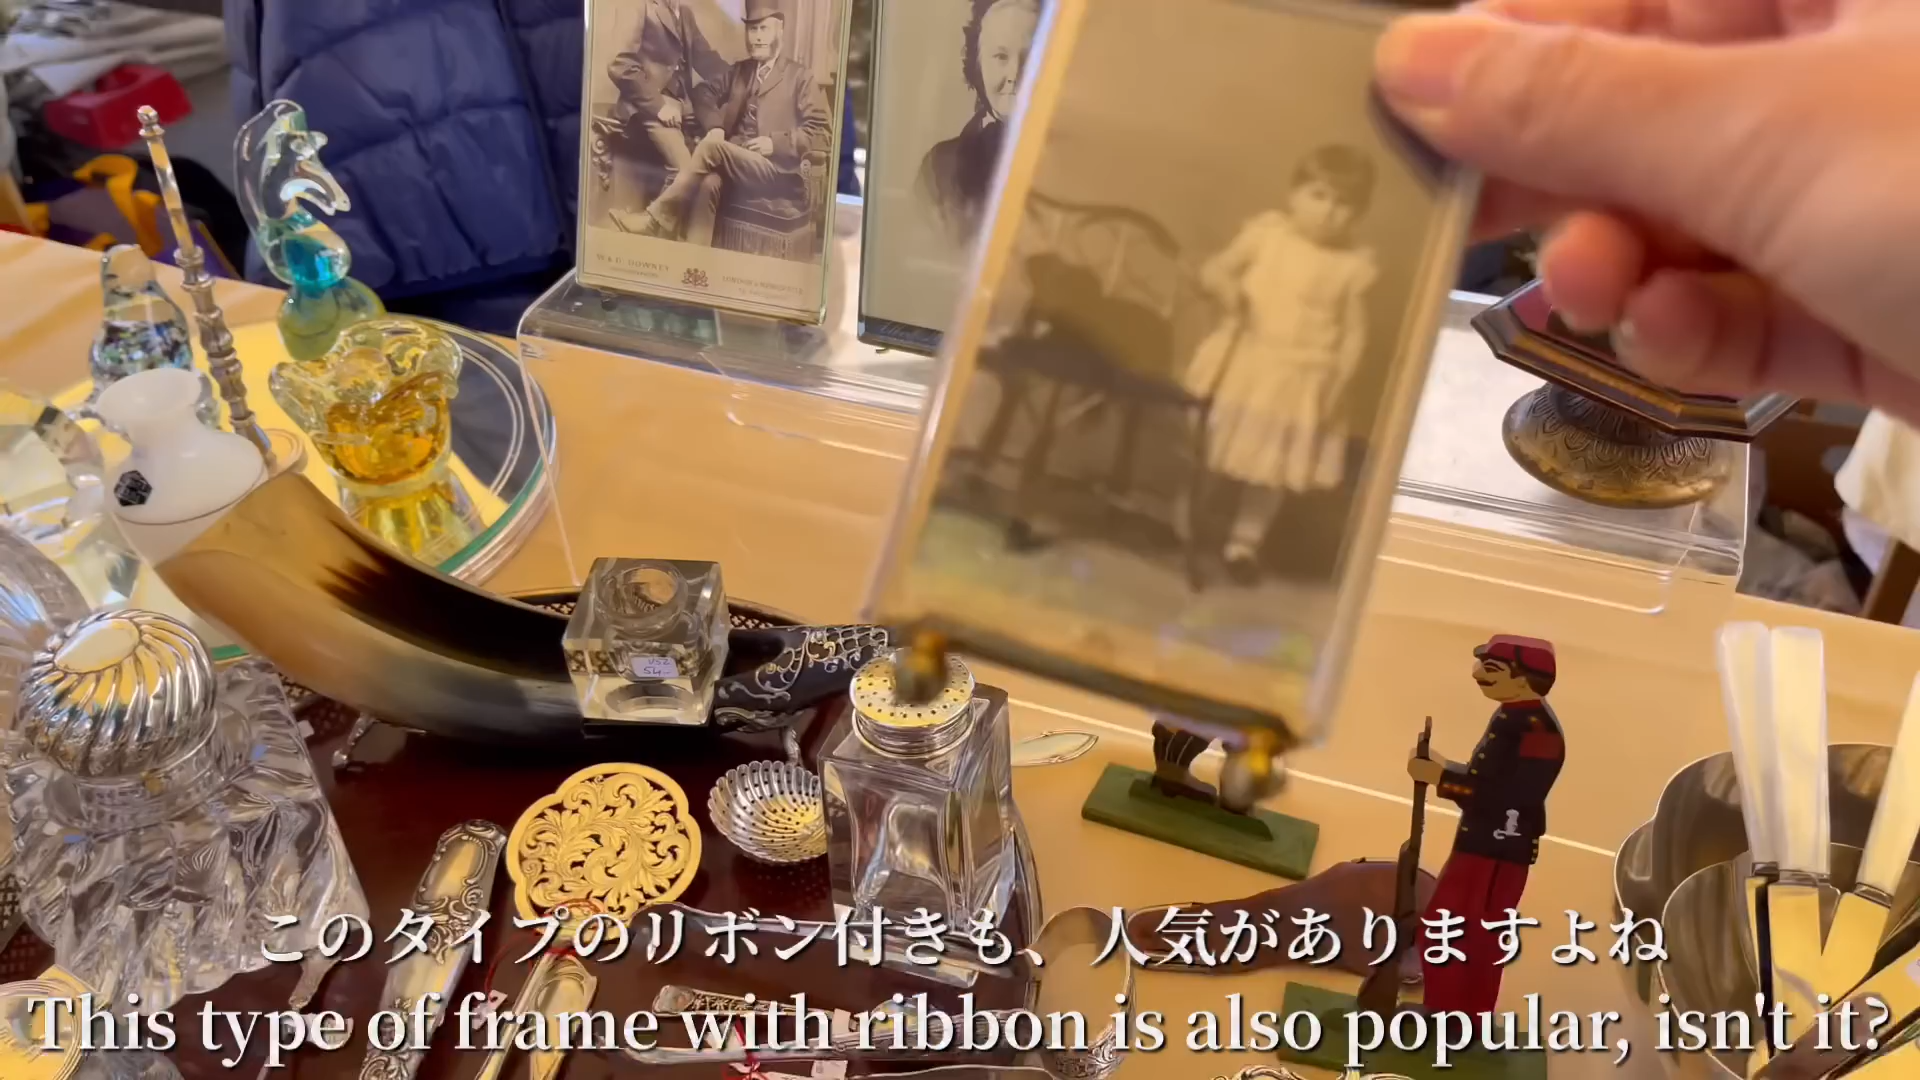 W & D. DOWNEY
このタイプのリボン付きも、人気がありますよね
This type of frame with ribbon is also popular, isn't it?